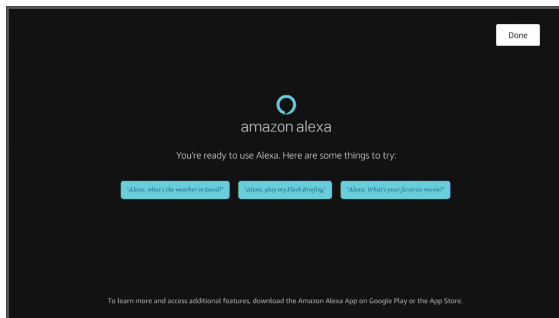 Done
amazon alexa
You're ready to use Alexa. Here are some things to try:
"Alexa, what's the weather in Seoul?" "Alexa, play my Flash Briefing" "Alexa, What's your favorite movie?"
To learn more and access additional features, download the Amazon Alexa App on Google Play or the App Store.